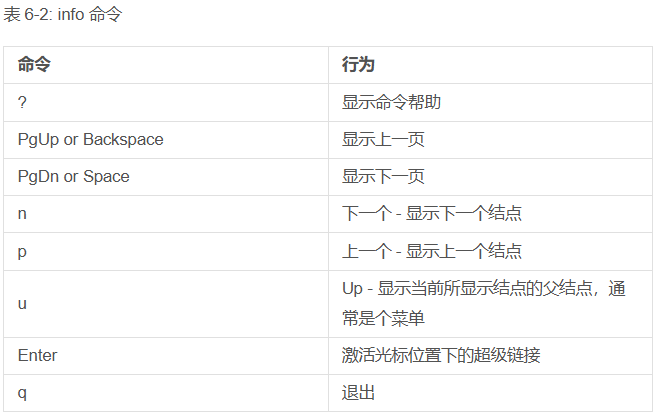 表 6-2: info 命令
命令 行为
? 显示命令帮助
PgUp or Backspace 显示上一页
PgDn or Space 显示下一页
n 下一个 - 显示下一个结点
p 上一个 - 显示上一个结点
u Up - 显示当前所显示结点的父结点，通
常是个菜单
Enter 激活光标位置下的超级链接
q 退出